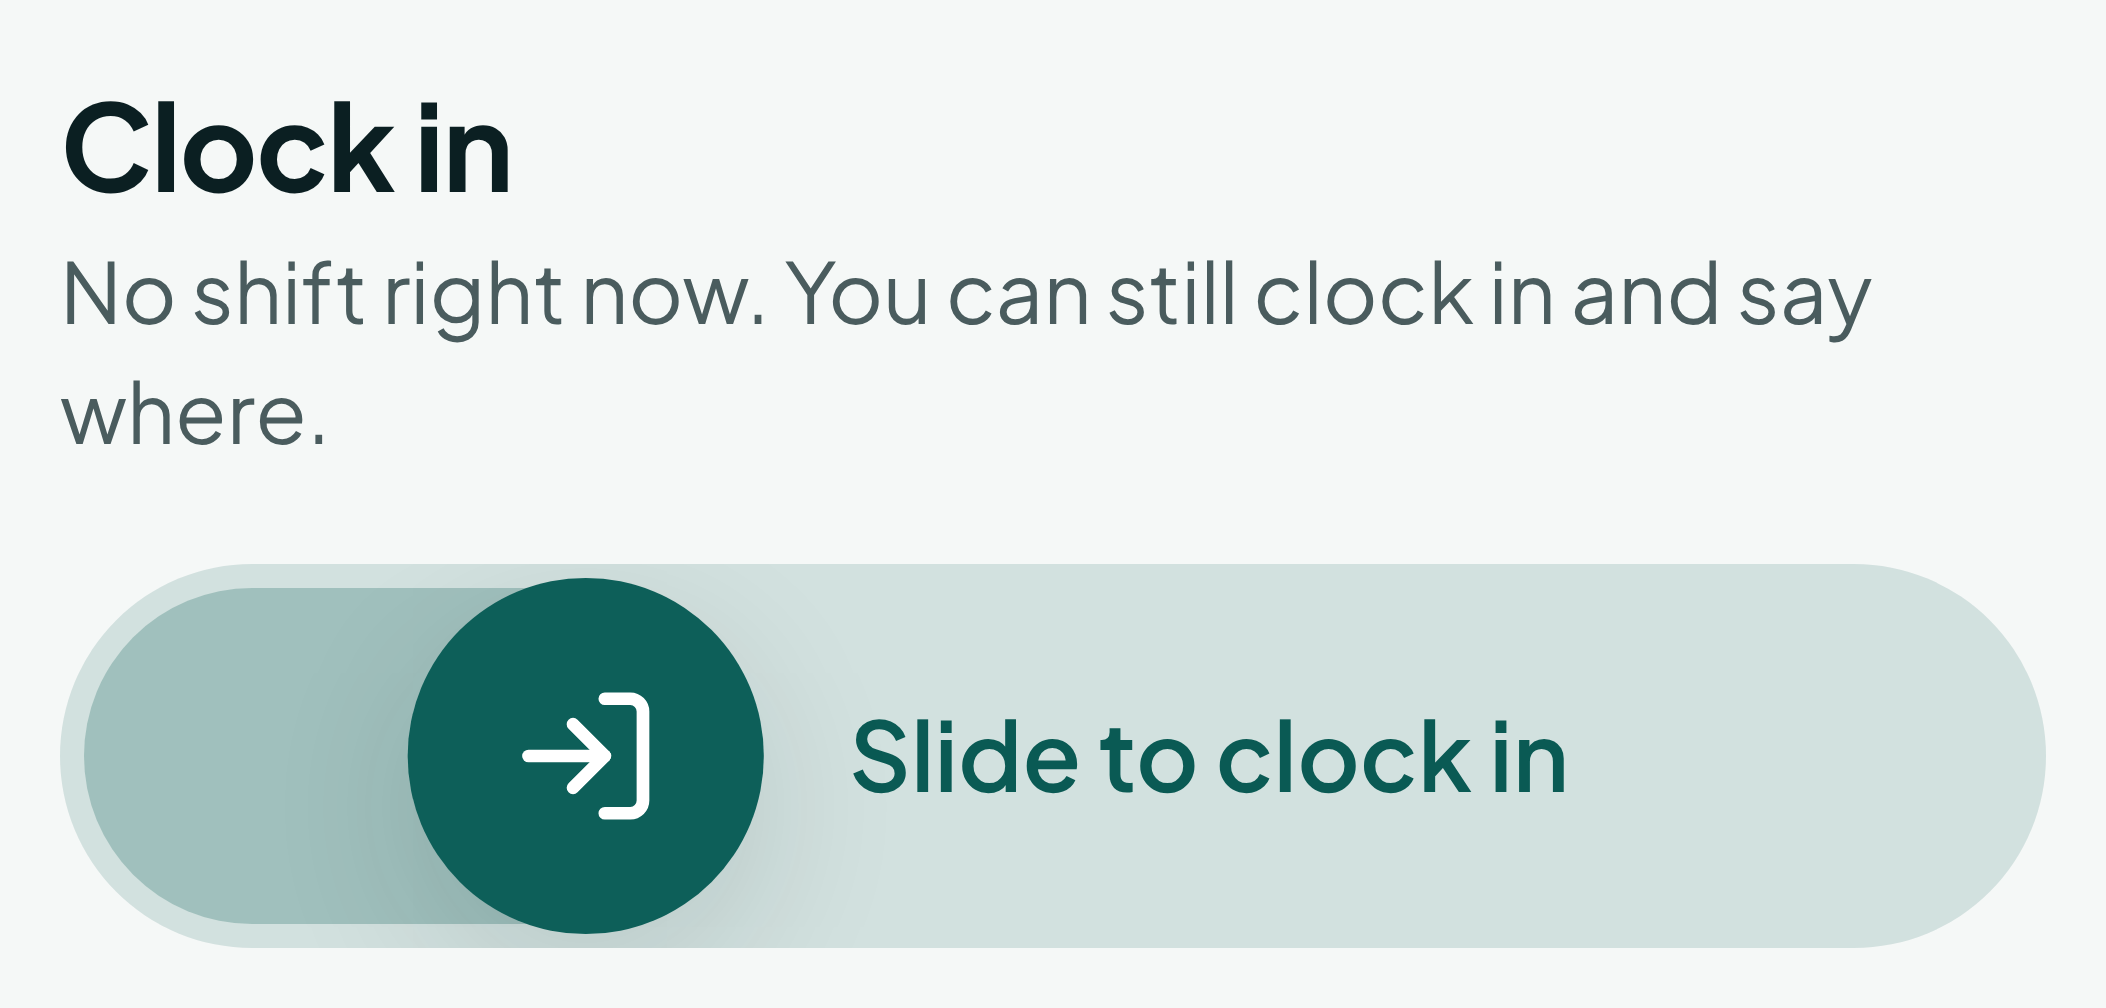 Clock in
No shift right now. You can still clock in and say
where.
Slide to clock in